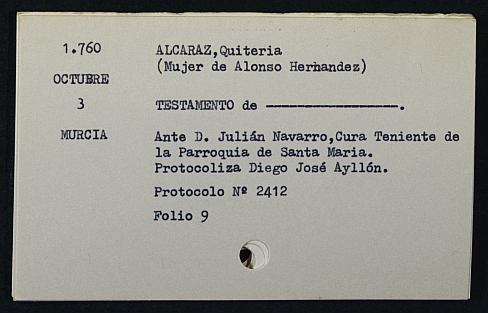 1.760
ALCARAZ,Quiteria
(Mujer de Alonso Hernandez)
OCTUBRE
3
TESTAMENTO de -------------------.
MURCIA
Ante D. Julián Navarro,Cura Teniente de
la Parroquia de Santa Maria.
Protocoliza Diego José Ayllón.
Protocolo Nº 2412
Folio 9